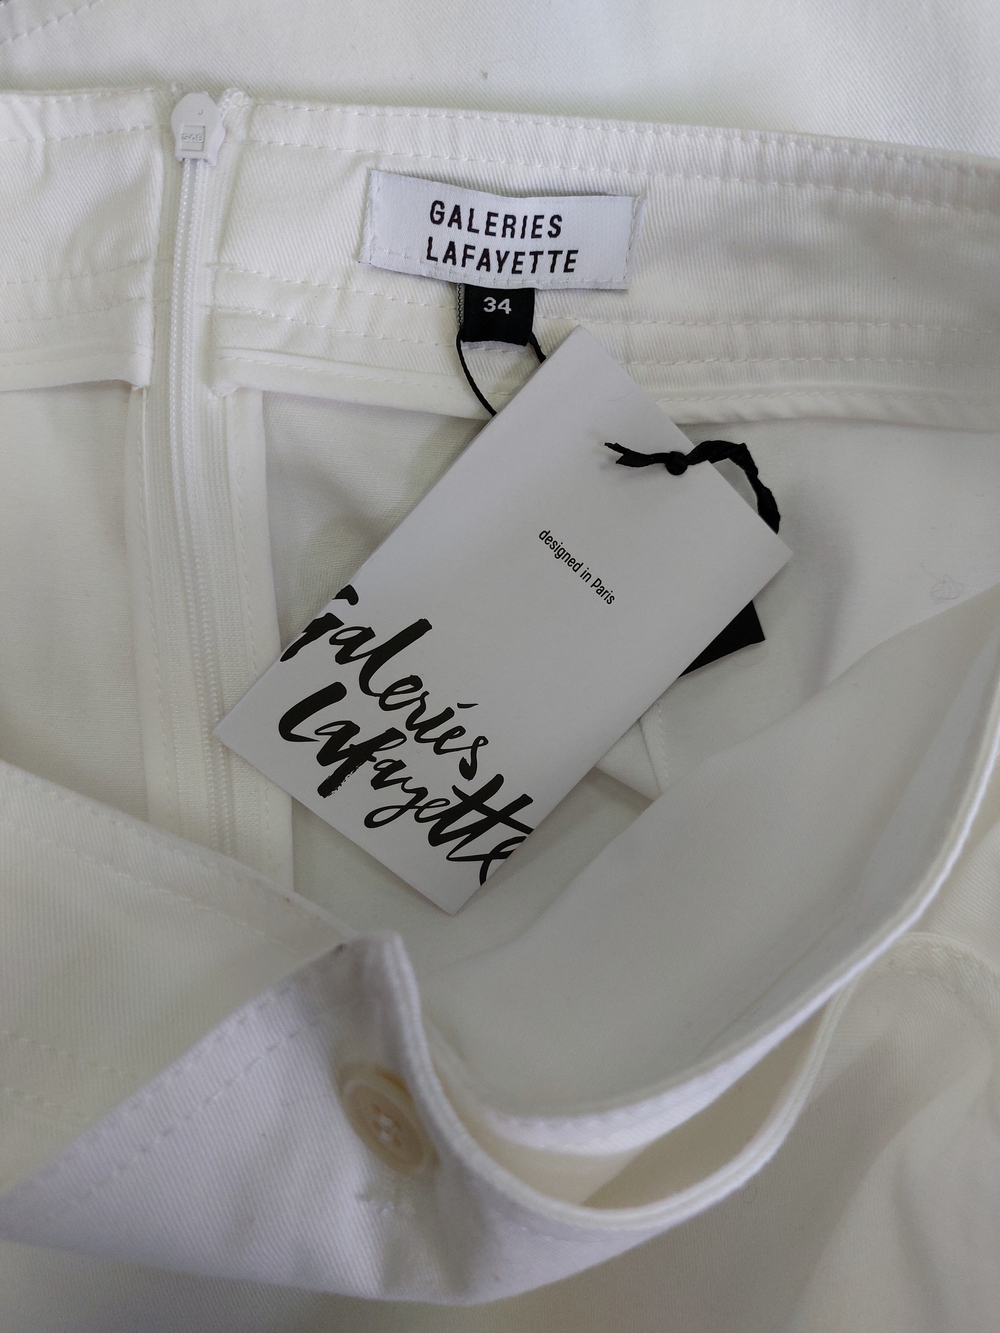 GALERIES
LAFAYETTE
34
designed in Paris
Galeries
Lafayette